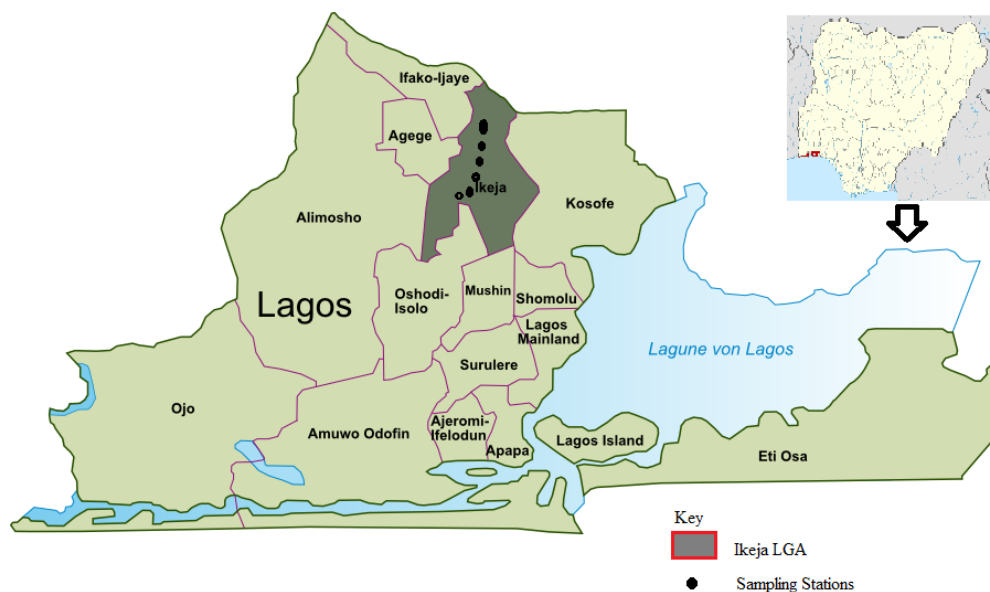 Ifako-Ijaye
Agege
Ikeja
Kosofe
Alimosho
Lagos
Oshodi-
Isolo
Mushin
Shomolu
Lagos
Mainland
Lagune von Lagos
Surulere
Ojo
Amuwo Odofin
Ajeromi-
Ifelodun
Apapa
Lagos Island
Eti Osa
Key
Ikeja LGA
Sampling Stations